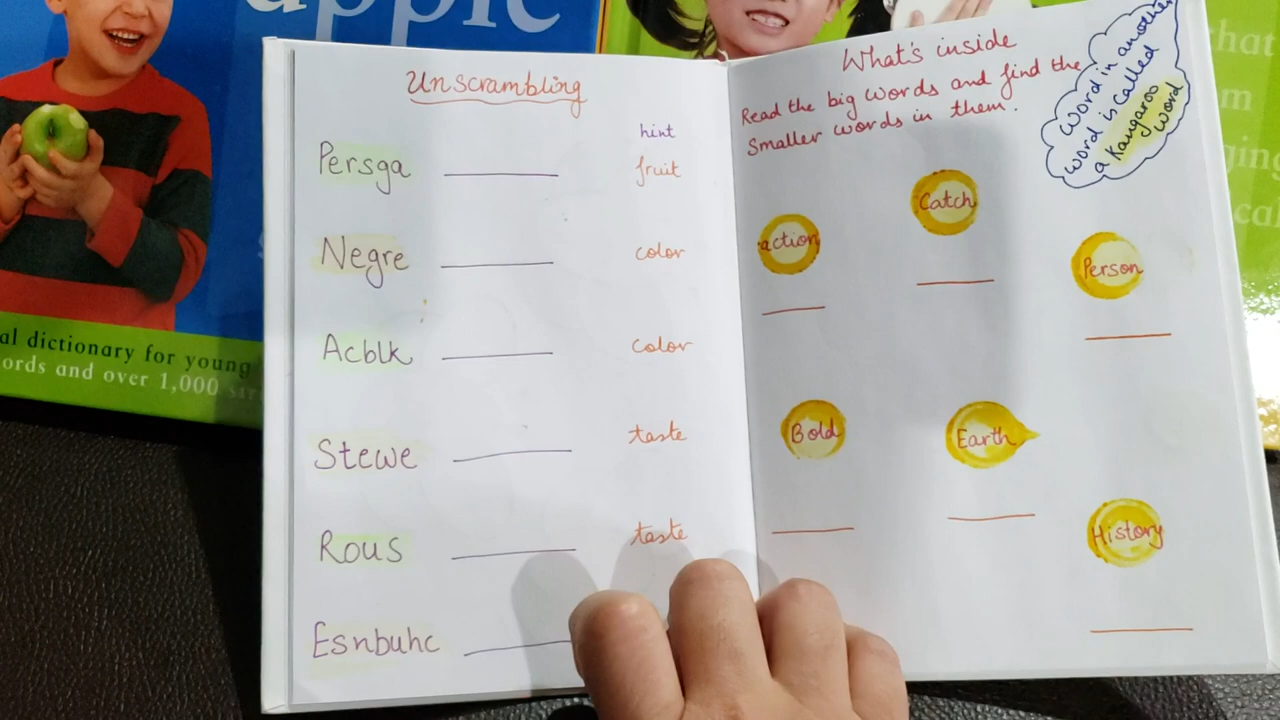 apple
al dictionary for young
ords and over 1,000
Unscrambling
hint
Persga fruit
Negre color
Acblk color
Stewe taste
Rous taste
Esnbuhc
What's inside
Read the big words and find the
Smaller words in them.
word in another
word is called
a Kangaroo
word
action
Catch
Person
Bold
Earth
History
that